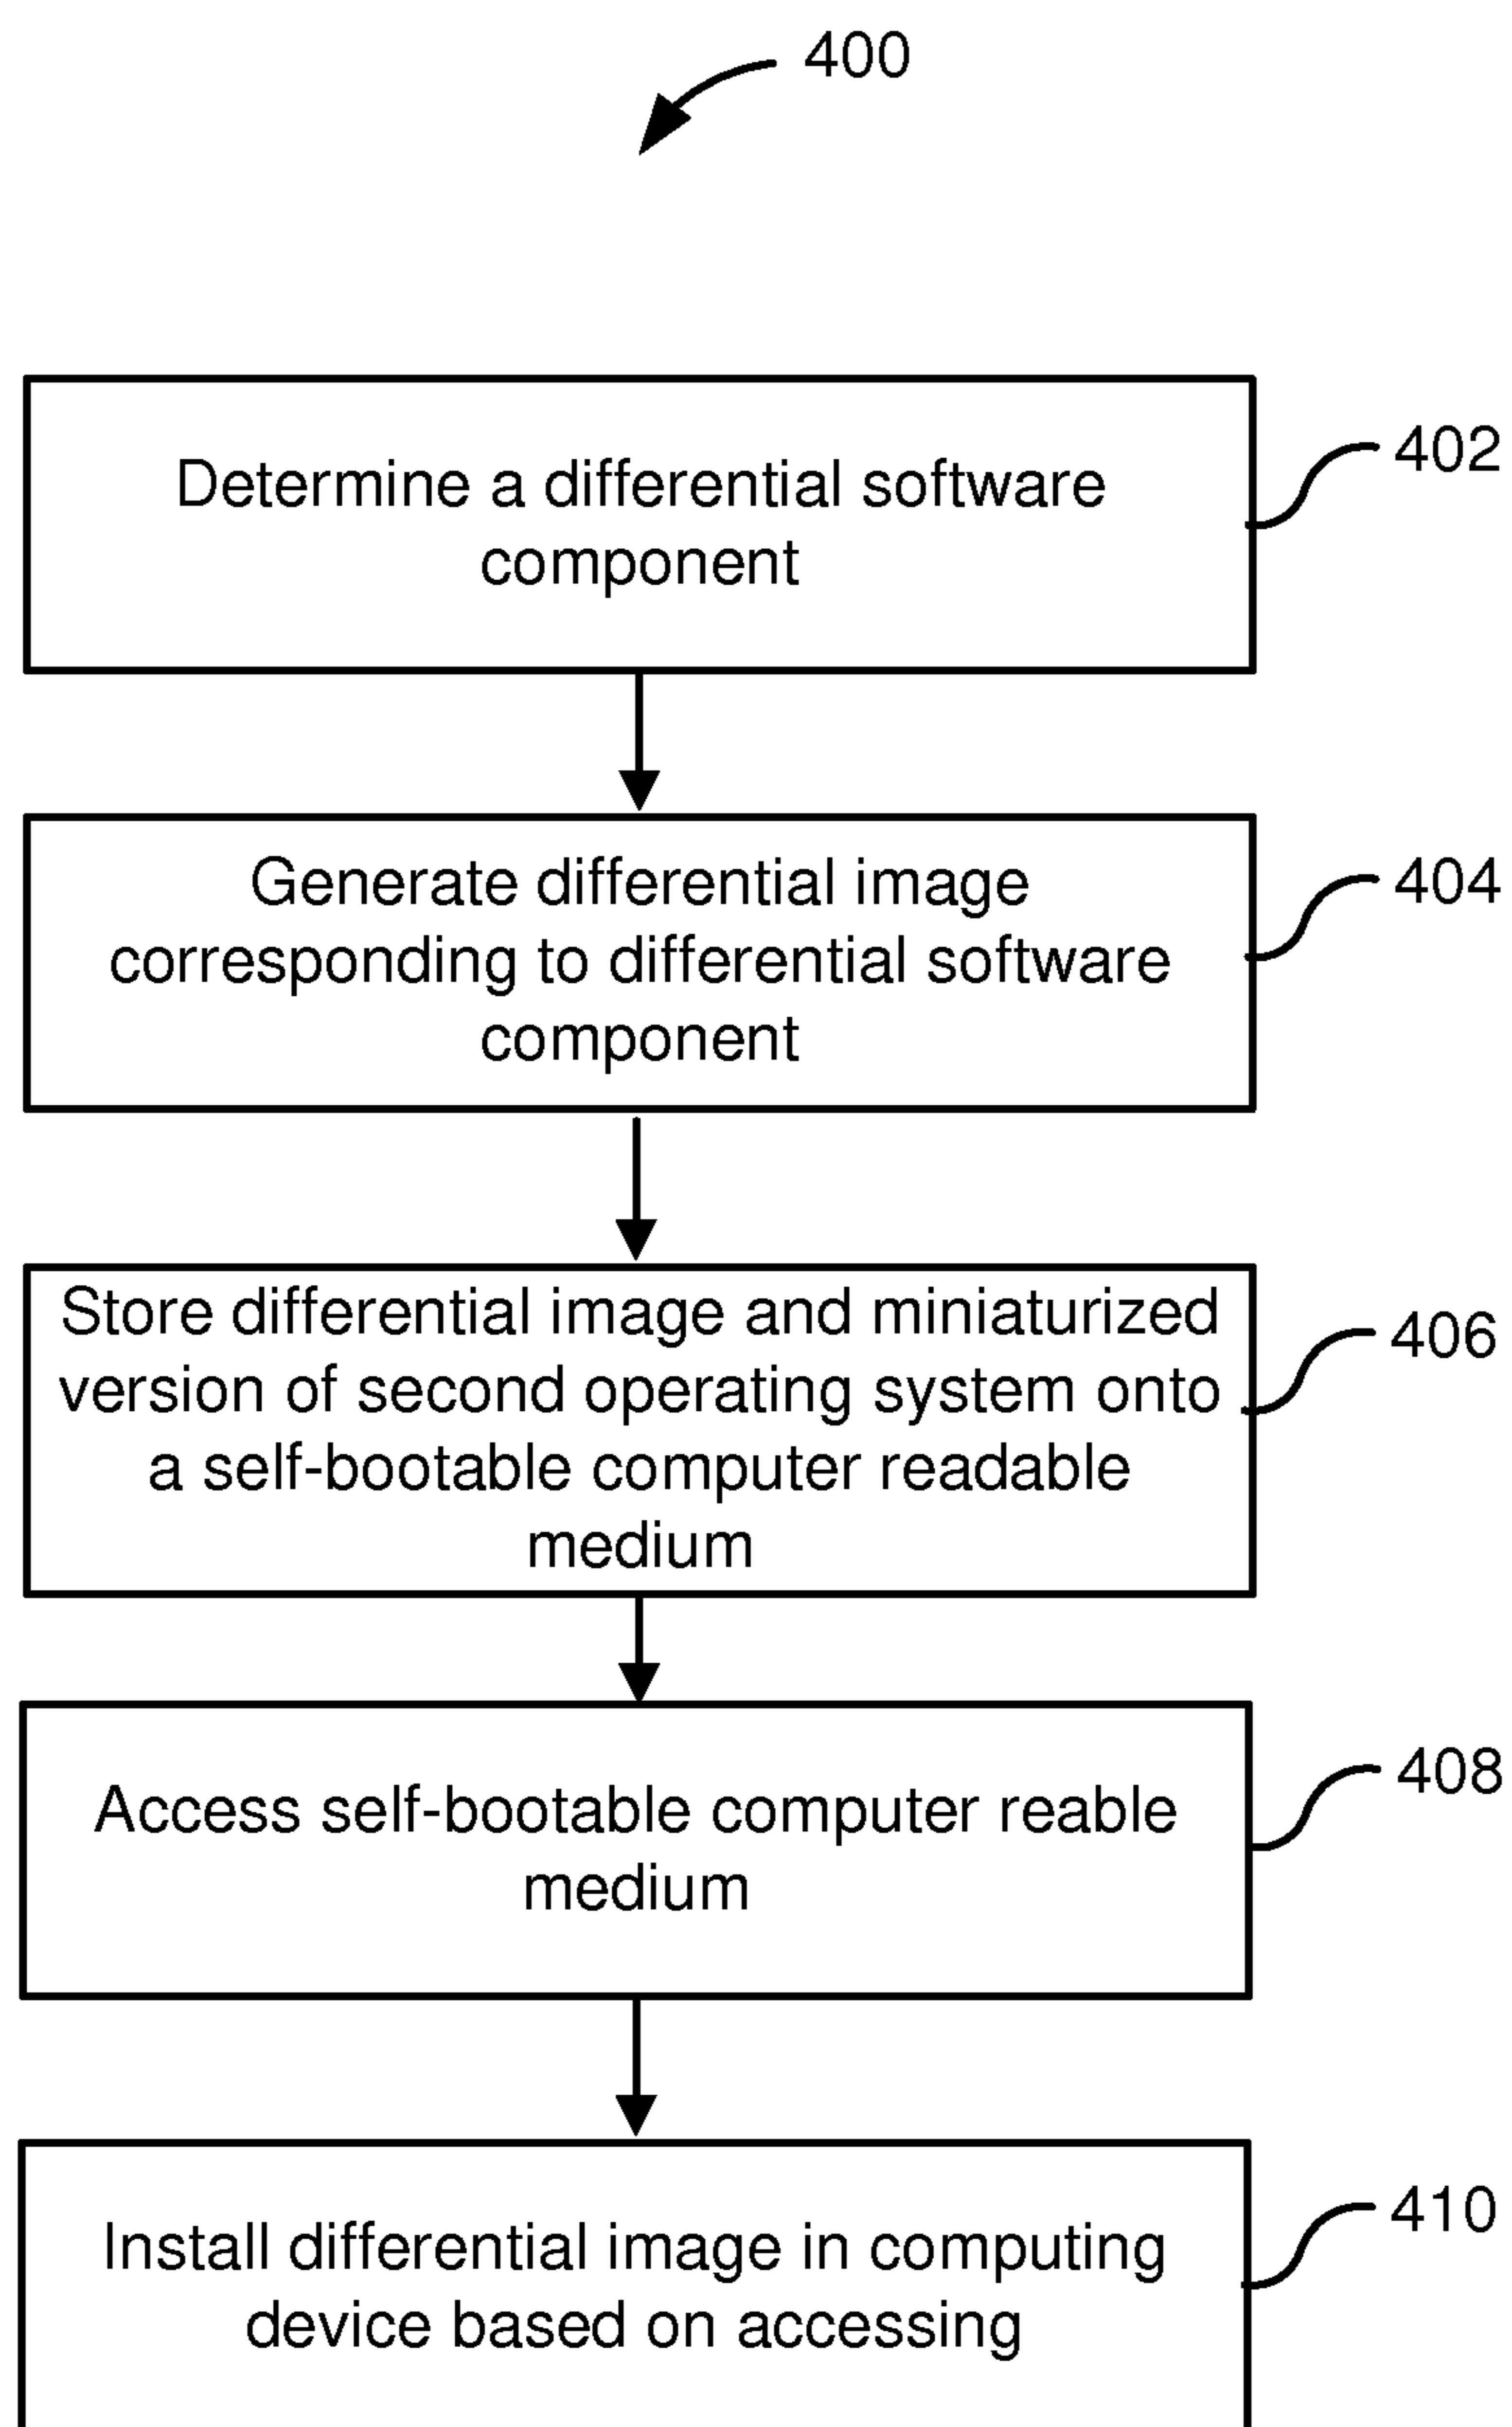 400
Determine a differential software
component
402
Generate differential image
corresponding to differential software
component
404
Store differential image and miniaturized
version of second operating system onto
a self-bootable computer readable
medium
406
Access self-bootable computer reable
medium
408
Install differential image in computing
device based on accessing
410